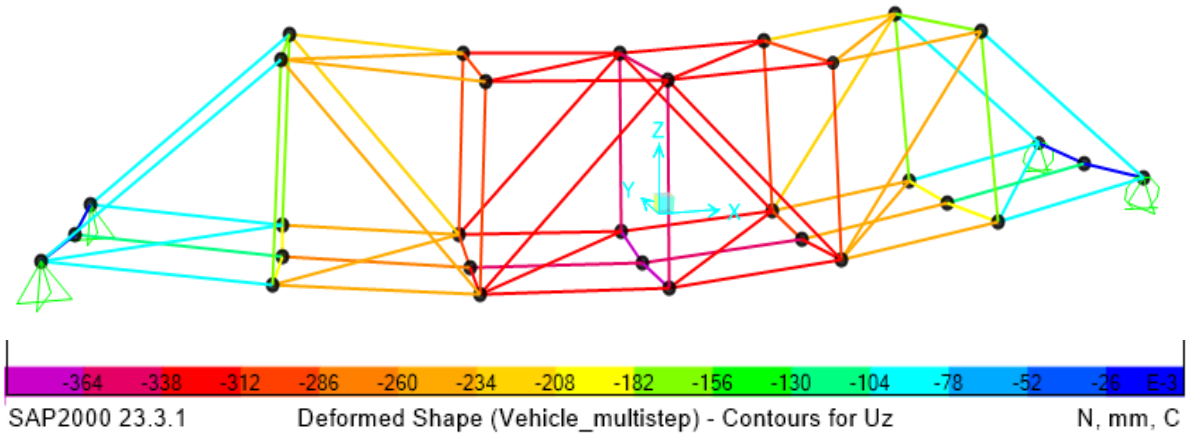 Z
Y
X
-364 -338 -312 -286 -260 -234 -208 -182 -156 -130 -104 -78 -52 -26 E-3
SAP2000 23.3.1 Deformed Shape (Vehicle_multistep) - Contours for Uz N, mm, C